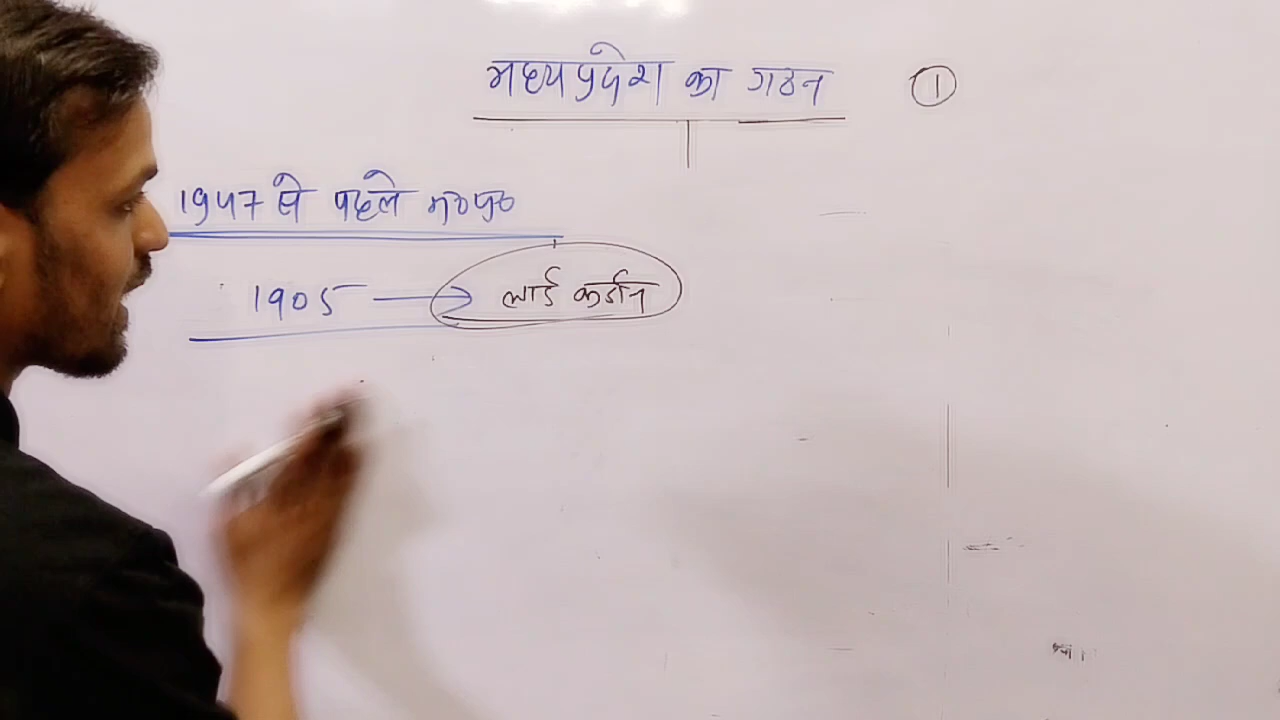 मध्यप्रदेश का गठन ①
1947 से पहले म०प्र०
1905 → लार्ड कर्जन